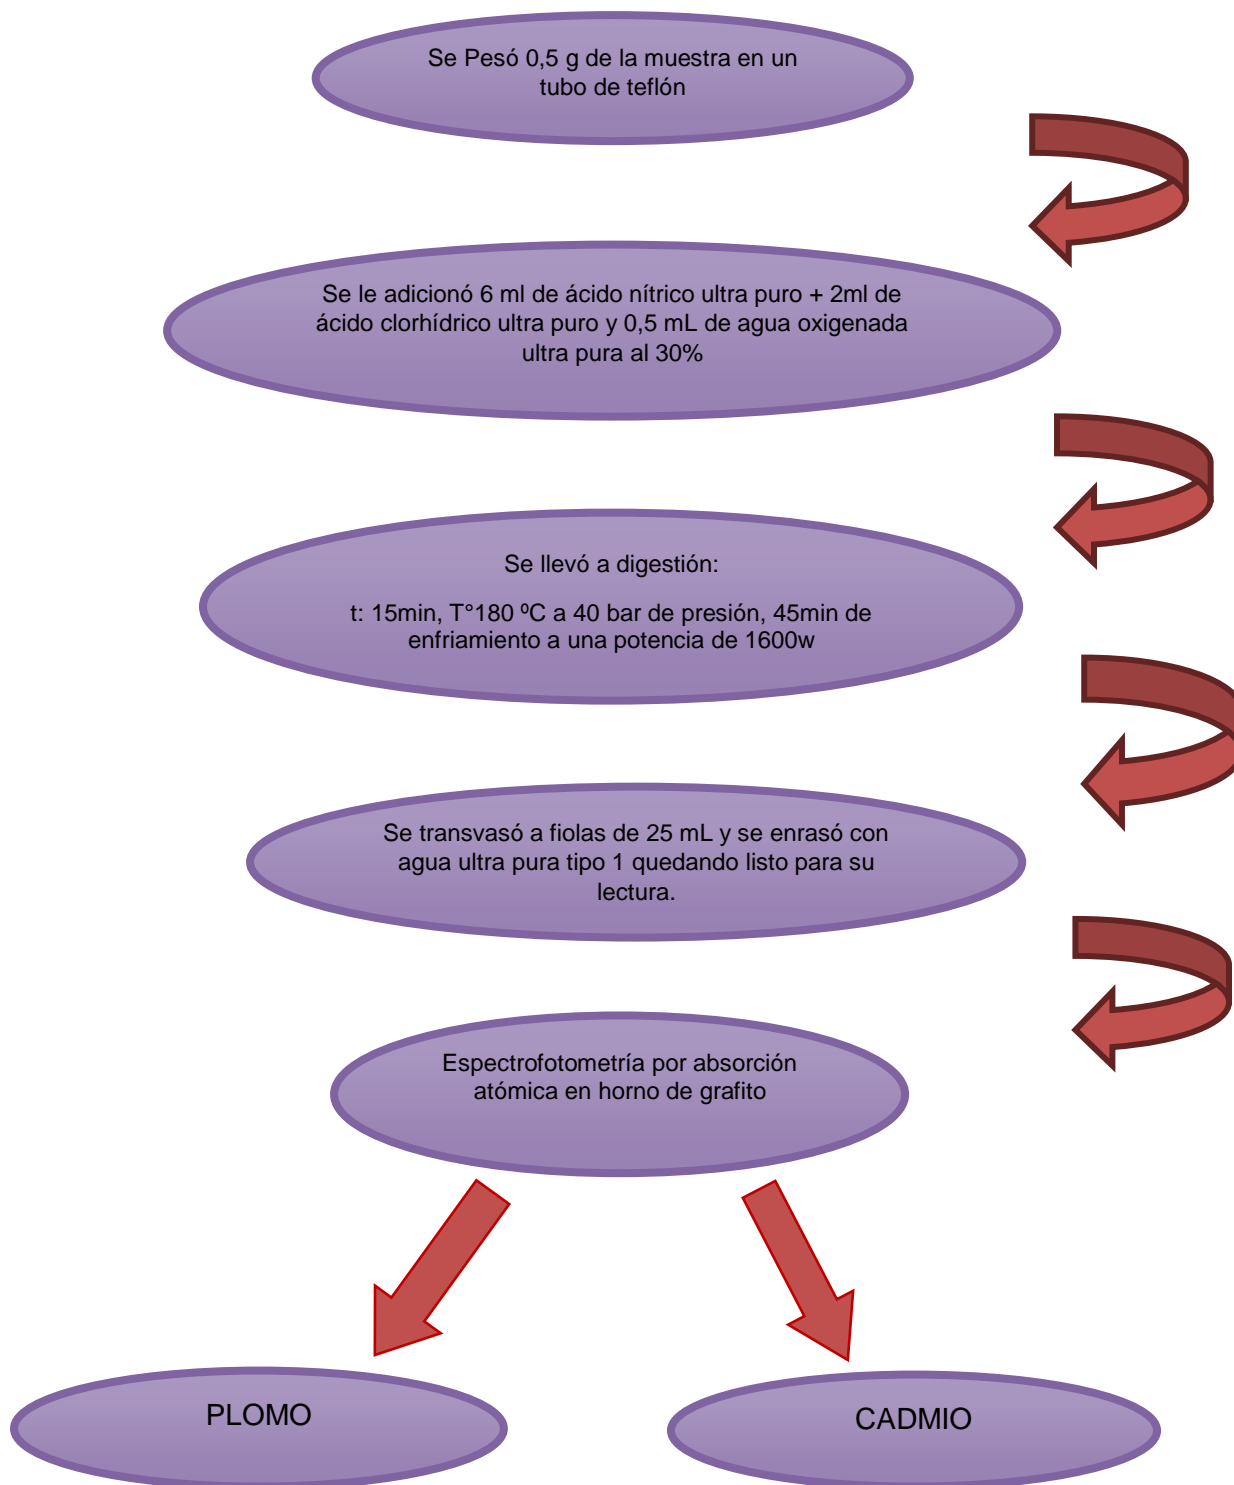 Se Pesó 0,5 g de la muestra en un
tubo de teflón
Se le adicionó 6 ml de ácido nítrico ultra puro + 2ml de
ácido clorhídrico ultra puro y 0,5 mL de agua oxigenada
ultra pura al 30%
Se llevó a digestión:
t: 15min, T°180 ºC a 40 bar de presión, 45min de
enfriamiento a una potencia de 1600w
Se transvasó a fiolas de 25 mL y se enrasó con
agua ultra pura tipo 1 quedando listo para su
lectura.
Espectrofotometría por absorción
atómica en horno de grafito
PLOMO
CADMIO